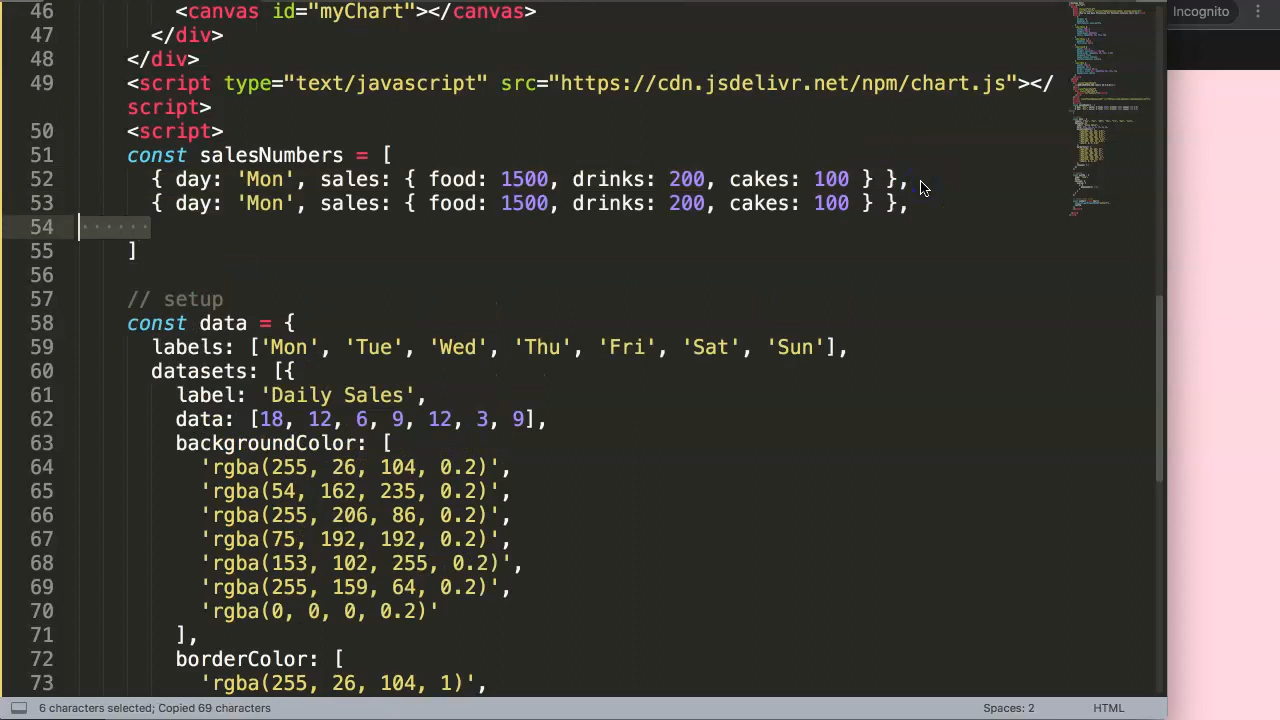 46 <canvas id="myChart"></canvas>
47 </div>
48 </div>
49 <script type="text/javascript" src="https://cdn.jsdelivr.net/npm/chart.js"></
script>
50 <script>
51 const salesNumbers = [
52 { day: 'Mon', sales: { food: 1500, drinks: 200, cakes: 100 } },
53 { day: 'Mon', sales: { food: 1500, drinks: 200, cakes: 100 } },
54
55 ]
56
57 // setup
58 const data = {
59 labels: ['Mon', 'Tue', 'Wed', 'Thu', 'Fri', 'Sat', 'Sun'],
60 datasets: [{
61 label: 'Daily Sales',
62 data: [18, 12, 6, 9, 12, 3, 9],
63 backgroundColor: [
64 'rgba(255, 26, 104, 0.2)',
65 'rgba(54, 162, 235, 0.2)',
66 'rgba(255, 206, 86, 0.2)',
67 'rgba(75, 192, 192, 0.2)',
68 'rgba(153, 102, 255, 0.2)',
69 'rgba(255, 159, 64, 0.2)',
70 'rgba(0, 0, 0, 0.2)'
71 ],
72 borderColor: [
73 'rgba(255, 26, 104, 1)',
6 characters selected; Copied 69 characters
Spaces: 2
HTML
Incognito